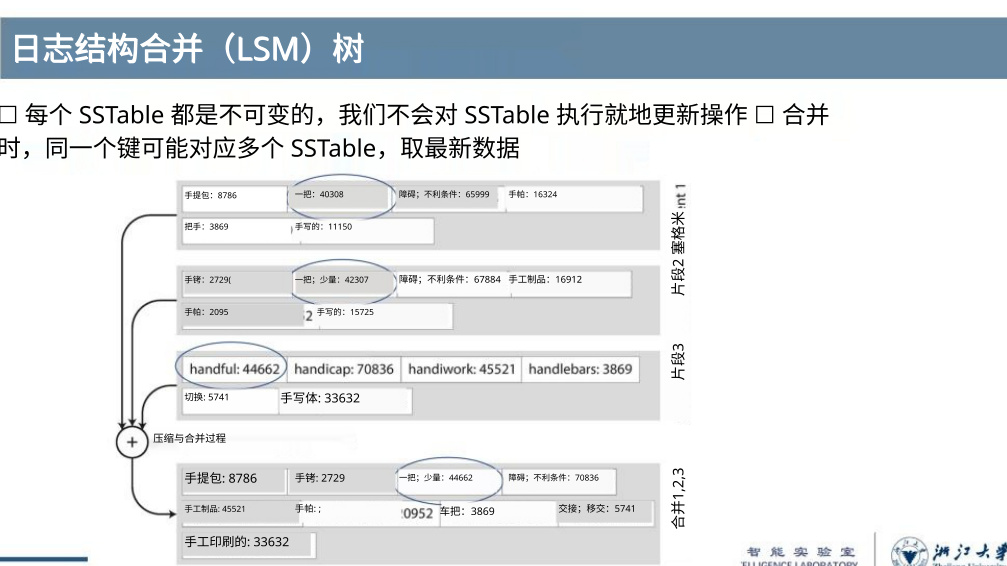 日志结构合并（LSM）树
□ 每个 SSTable 都是不可变的，我们不会对 SSTable 执行就地更新操作 □ 合并
时，同一个键可能对应多个 SSTable，取最新数据
手提包：8786 一把：40308 障碍；不利条件：65999 手帕：16324
把手：3869 手写的：11150
片段2 塞格米 nt 1
手铐：2729( 一把；少量：42307 障碍；不利条件：67884 手工制品：16912
手帕：2095 2 手写的：15725
handful: 44662 handicap: 70836 handiwork: 45521 handlebars: 3869
切换: 5741 手写体: 33632
片段3
压缩与合并过程
手提包: 8786 手铐: 2729 一把；少量：44662 障碍；不利条件：70836
手工制品: 45521 手帕: ; 0952 车把：3869 交接；移交：5741
手工印刷的: 33632
合并1,2,3
智能实验室
ELLIGENCE LABORATORY
浙江大学